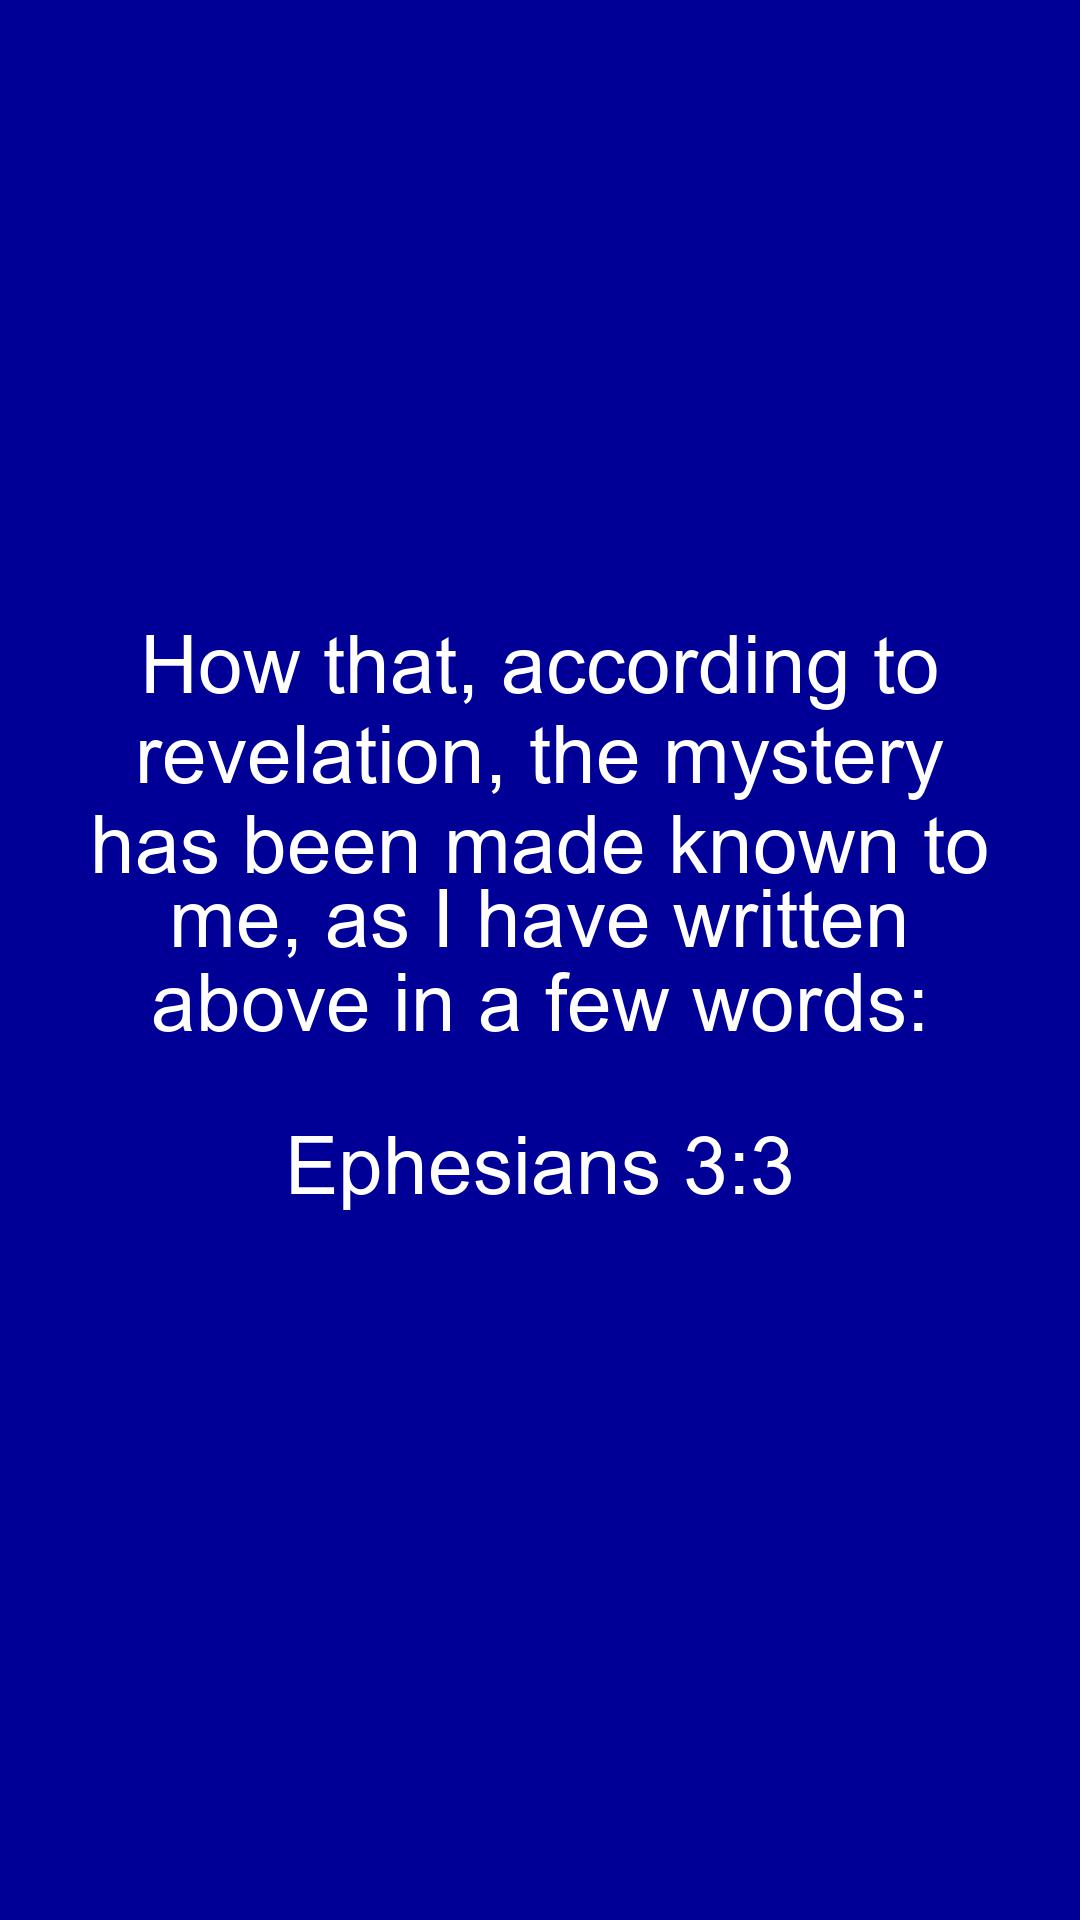 How that, according to
revelation, the mystery
has been made known to
me, as I have written
above in a few words:
Ephesians 3:3